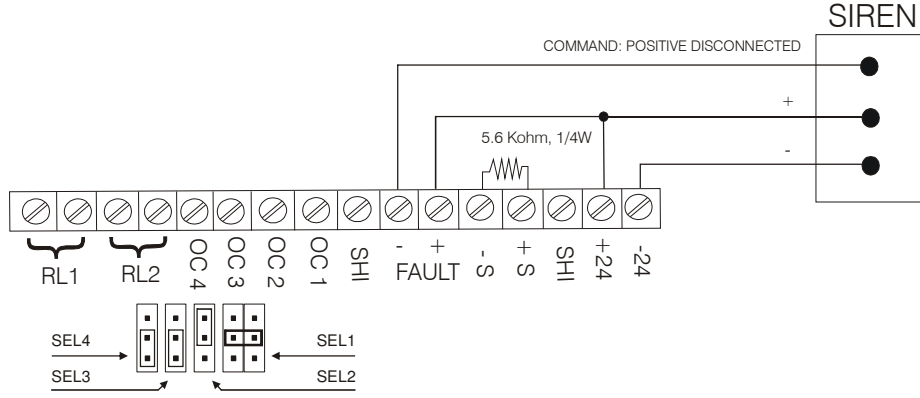 SIREN
COMMAND: POSITIVE DISCONNECTED
+
5.6 Kohm, 1/4W
-
RL1
RL2
OC 4
OC 3
OC 2
OC 1
SHI
- +
FAULT
- S
+ S
SHI
+24
-24
SEL4
SEL1
SEL3
SEL2